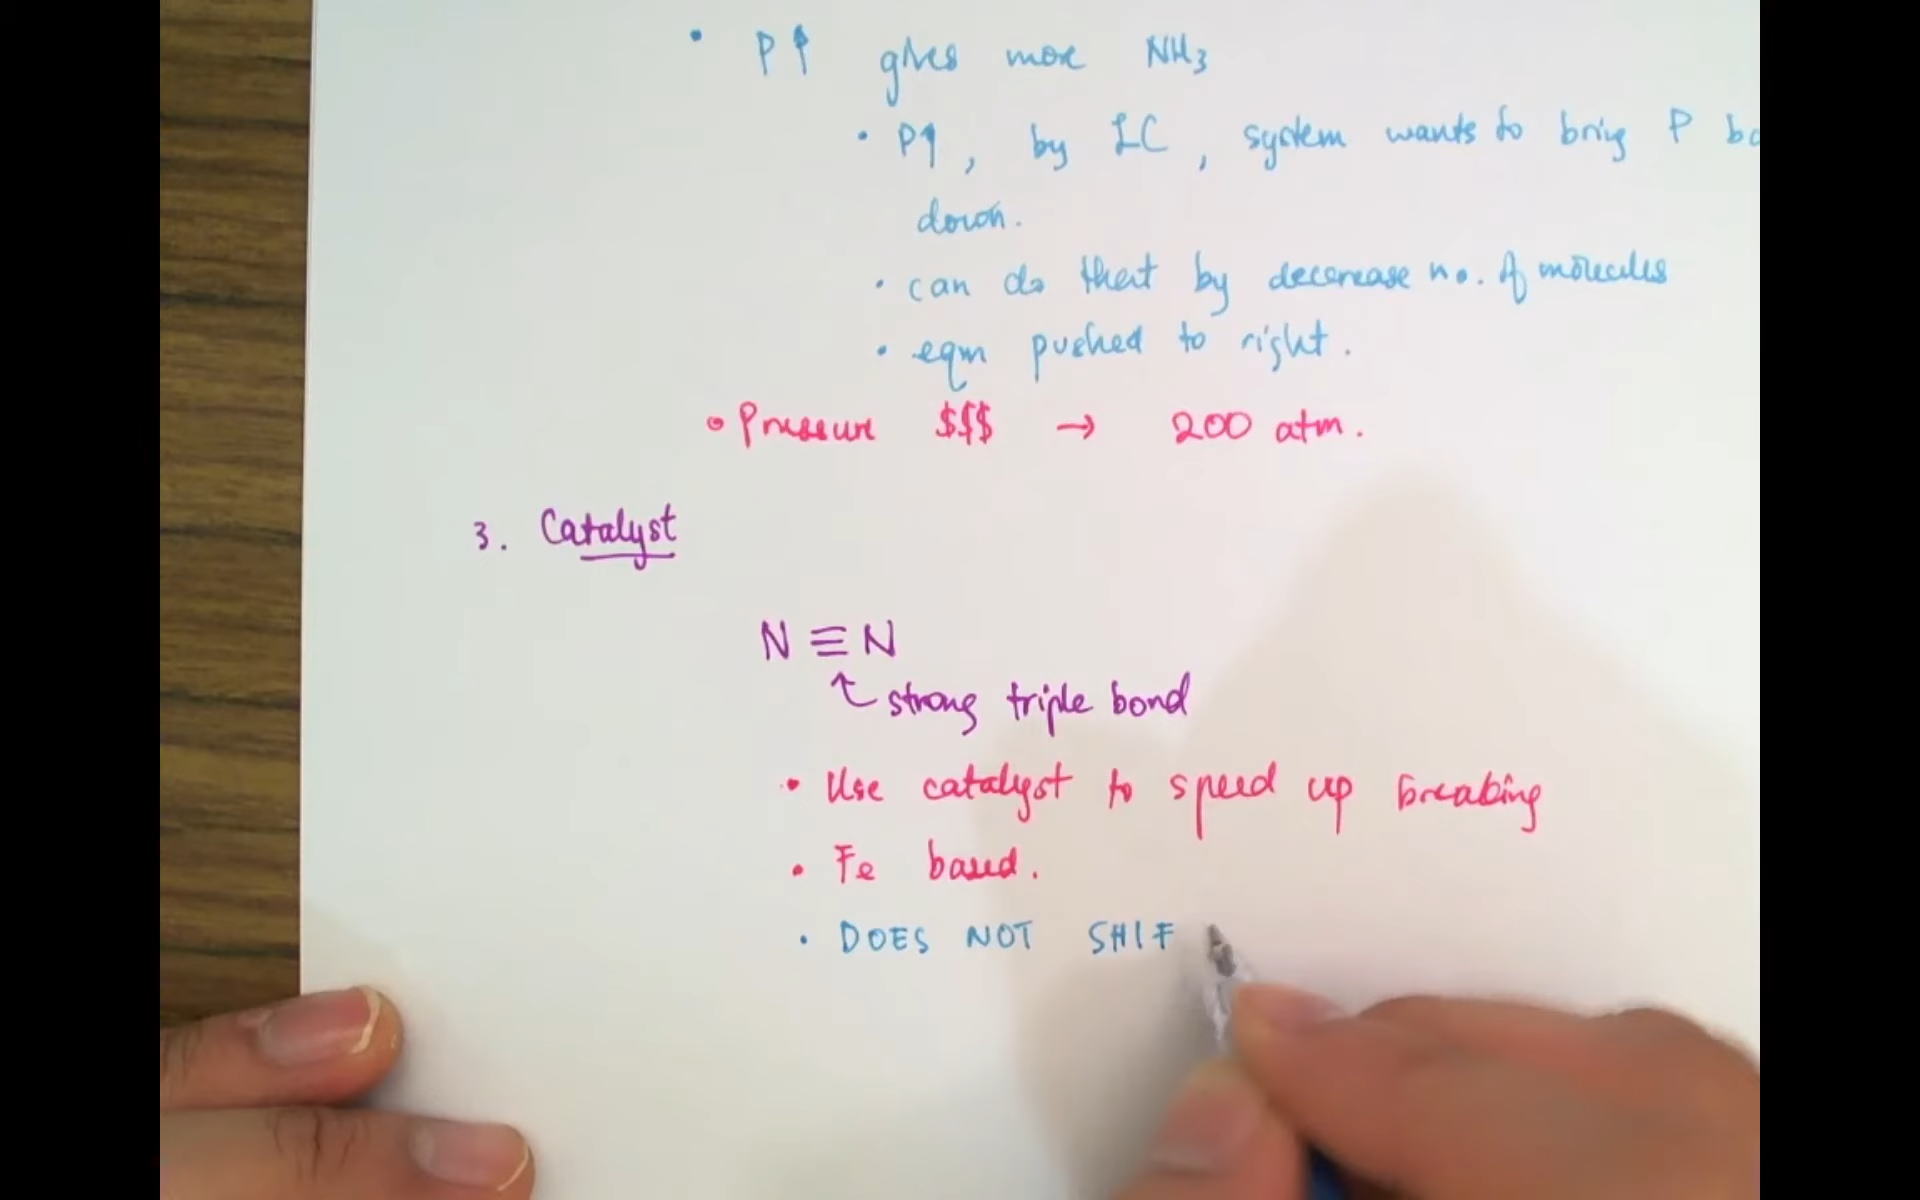 • P↑ gives more NH3
• P↑, by LC, system wants to bring P
down.
• can do that by decrease no. of molecules
• eqm pushed to right.
• Pressure $$$ → 200 atm.
3. Catalyst
N≡N
↑ strong triple bond
• Use catalyst to speed up breaking
• Fe based.
• DOES NOT SHIF